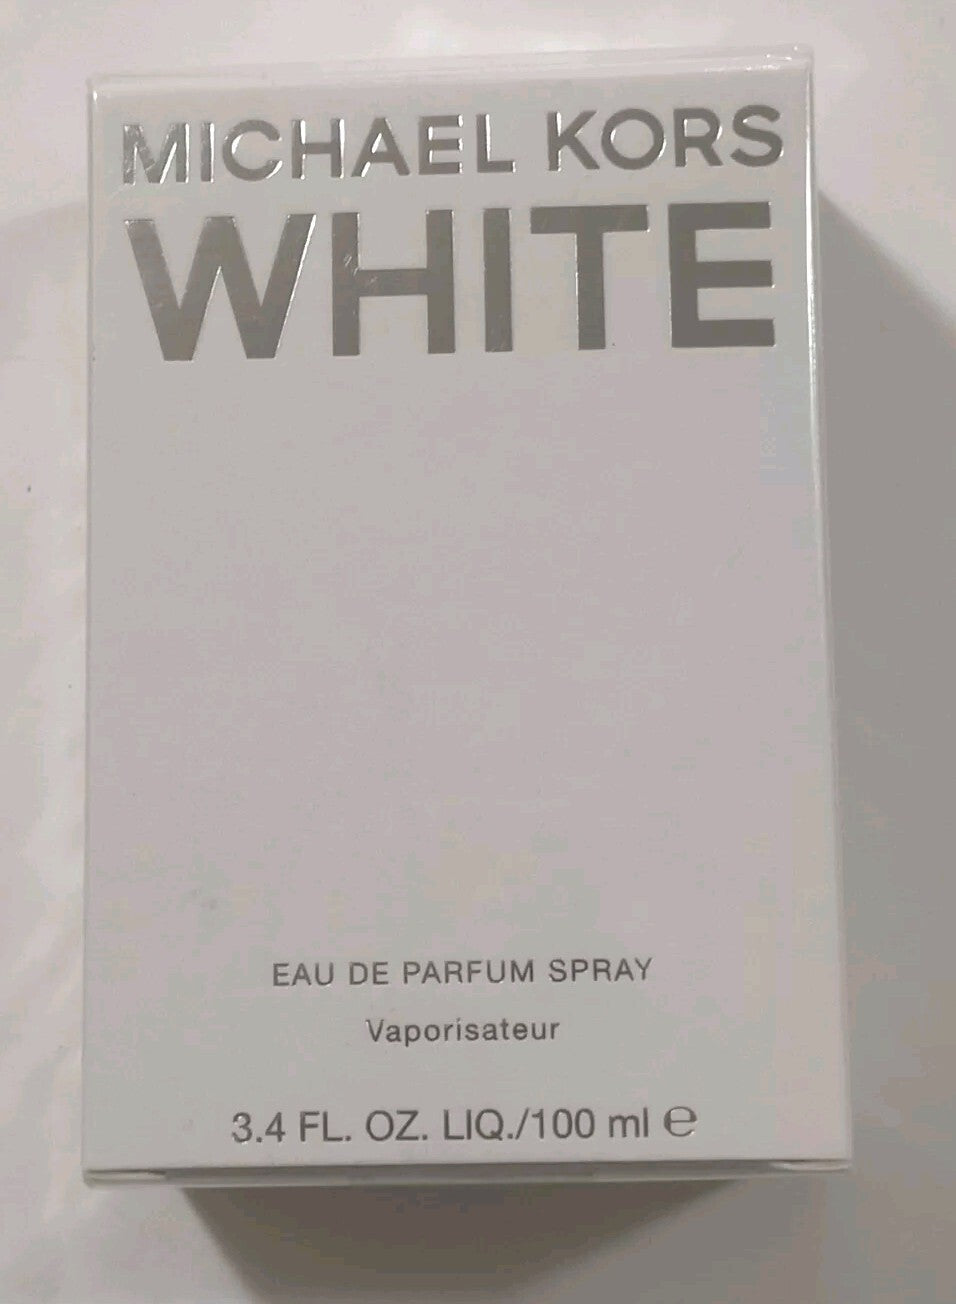 MICHAEL KORS
WHITE
EAU DE PARFUM SPRAY
Vaporisateur
3.4 FL. OZ. LIQ./100 ml ℮